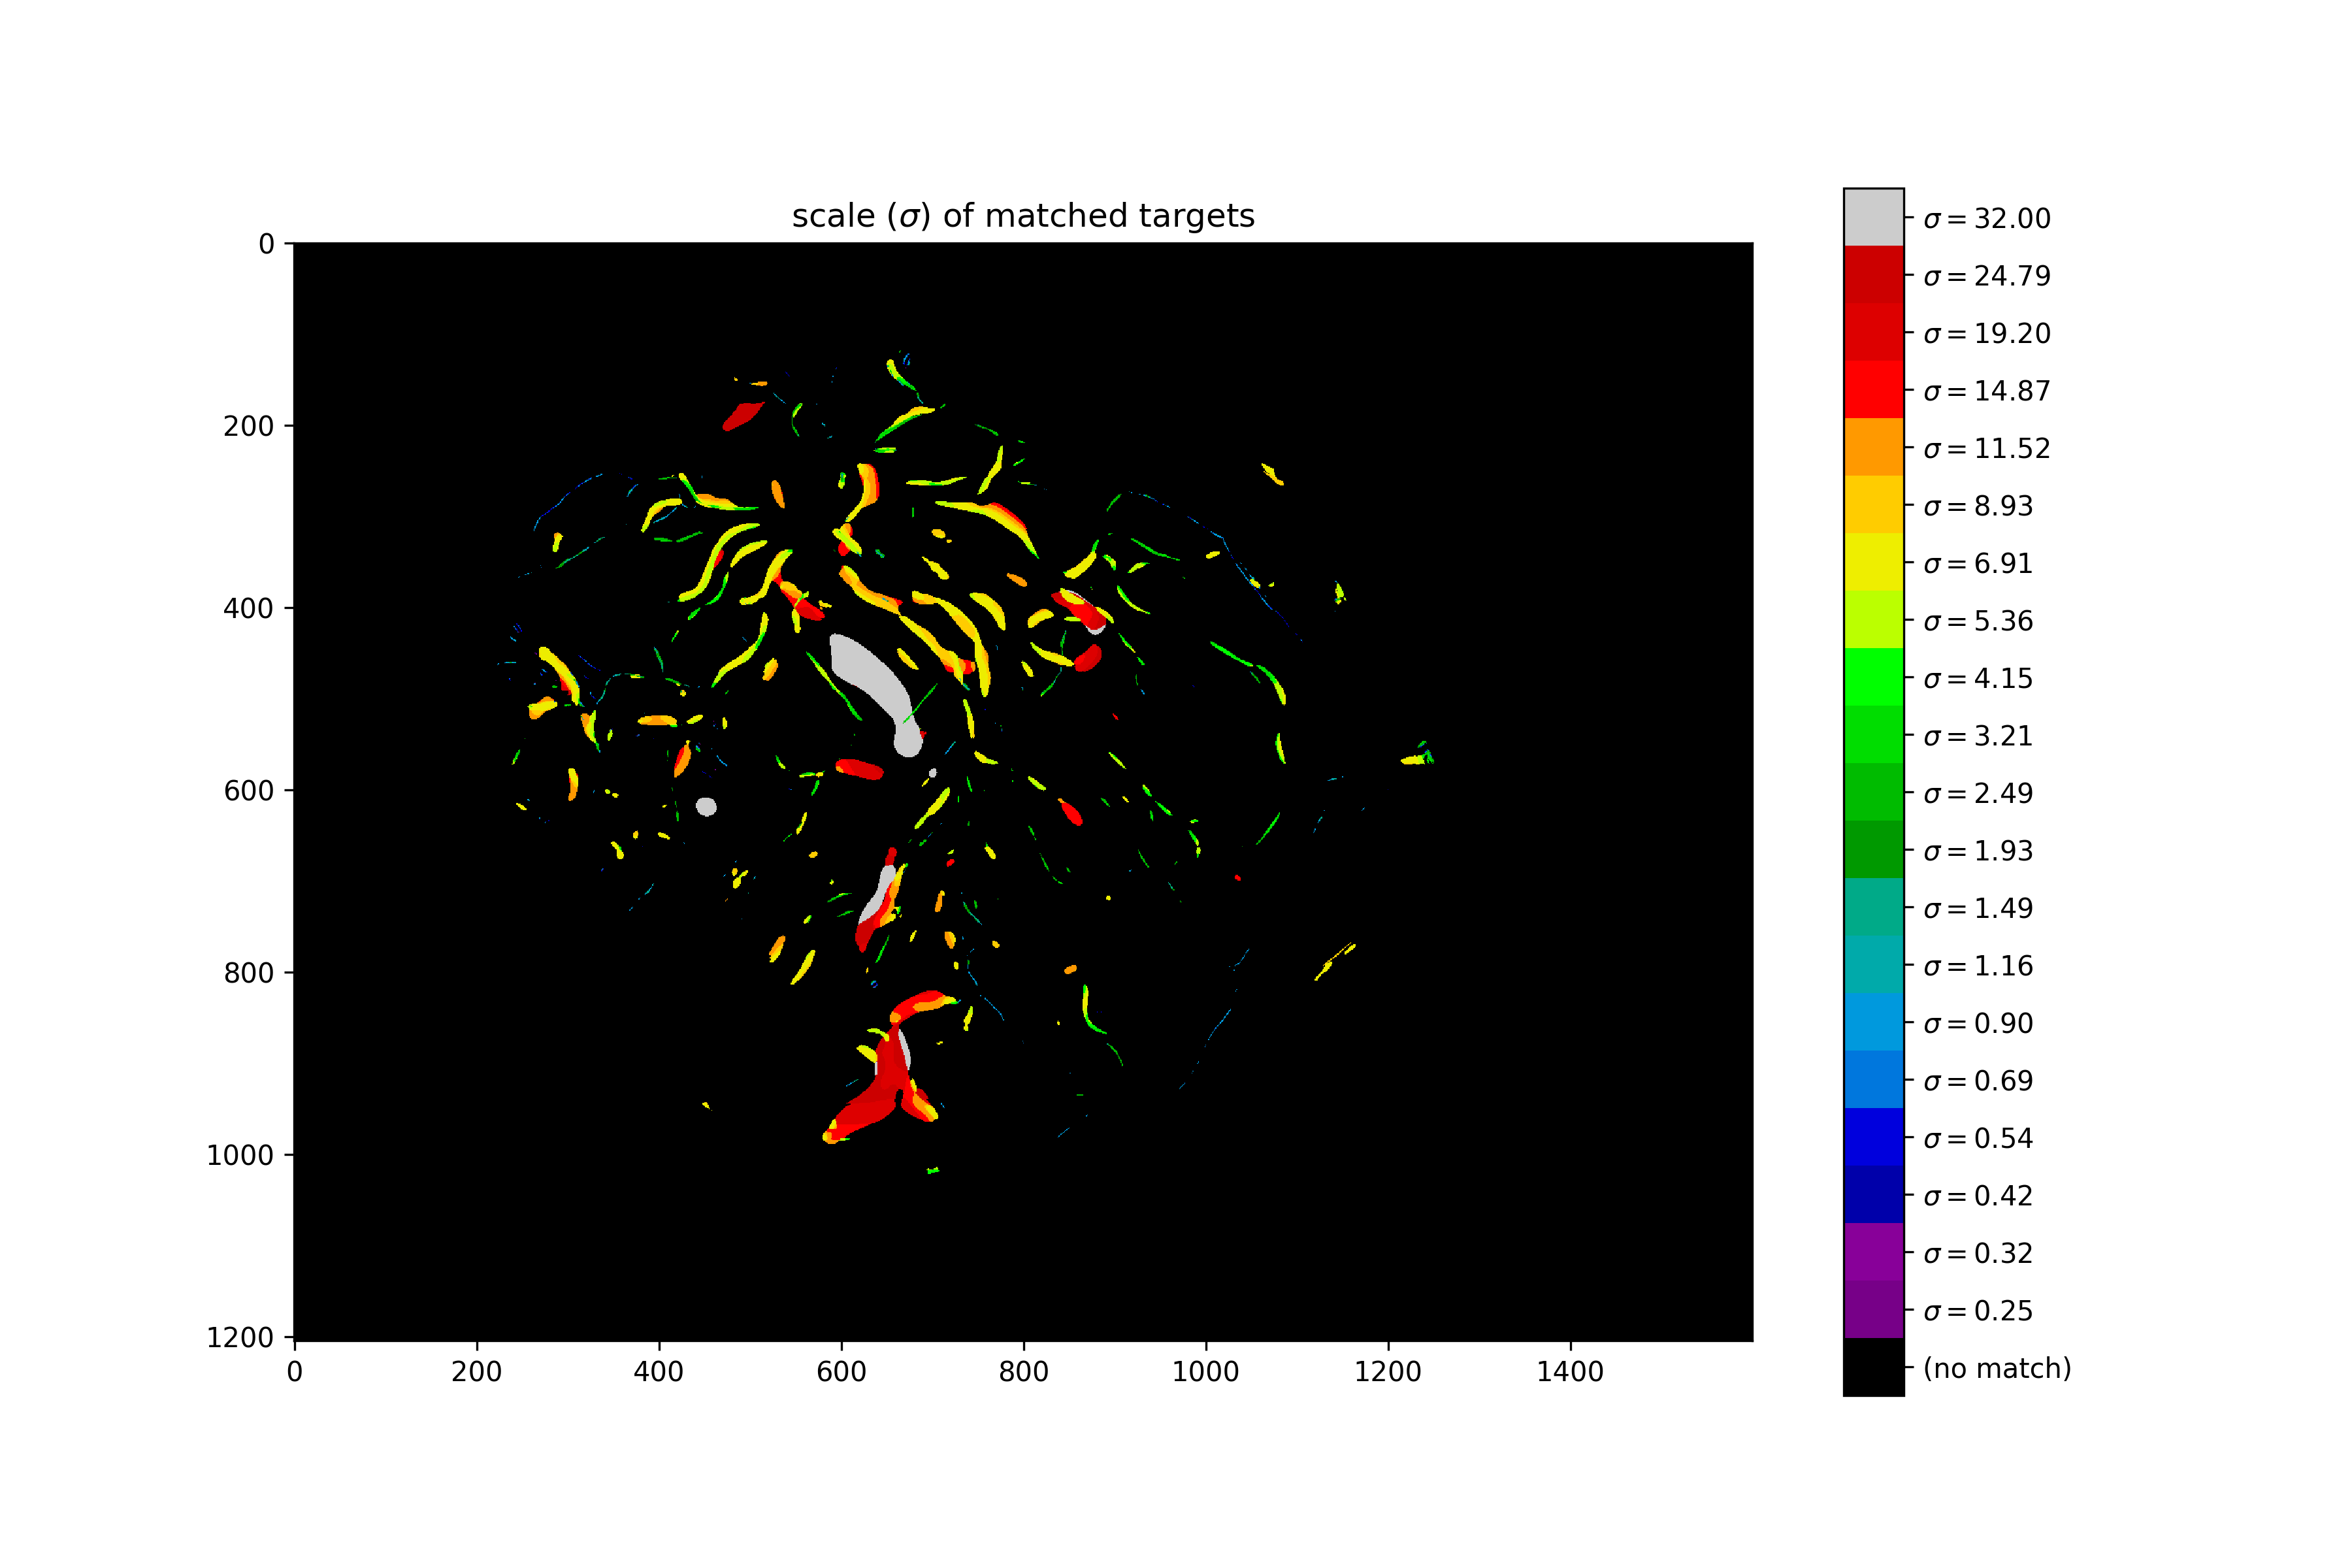 scale (σ) of matched targets
0
200
400
600
800
1000
1200
0 200 400 600 800 1000 1200 1400
σ = 32.00
σ = 24.79
σ = 19.20
σ = 14.87
σ = 11.52
σ = 8.93
σ = 6.91
σ = 5.36
σ = 4.15
σ = 3.21
σ = 2.49
σ = 1.93
σ = 1.49
σ = 1.16
σ = 0.90
σ = 0.69
σ = 0.54
σ = 0.42
σ = 0.32
σ = 0.25
(no match)